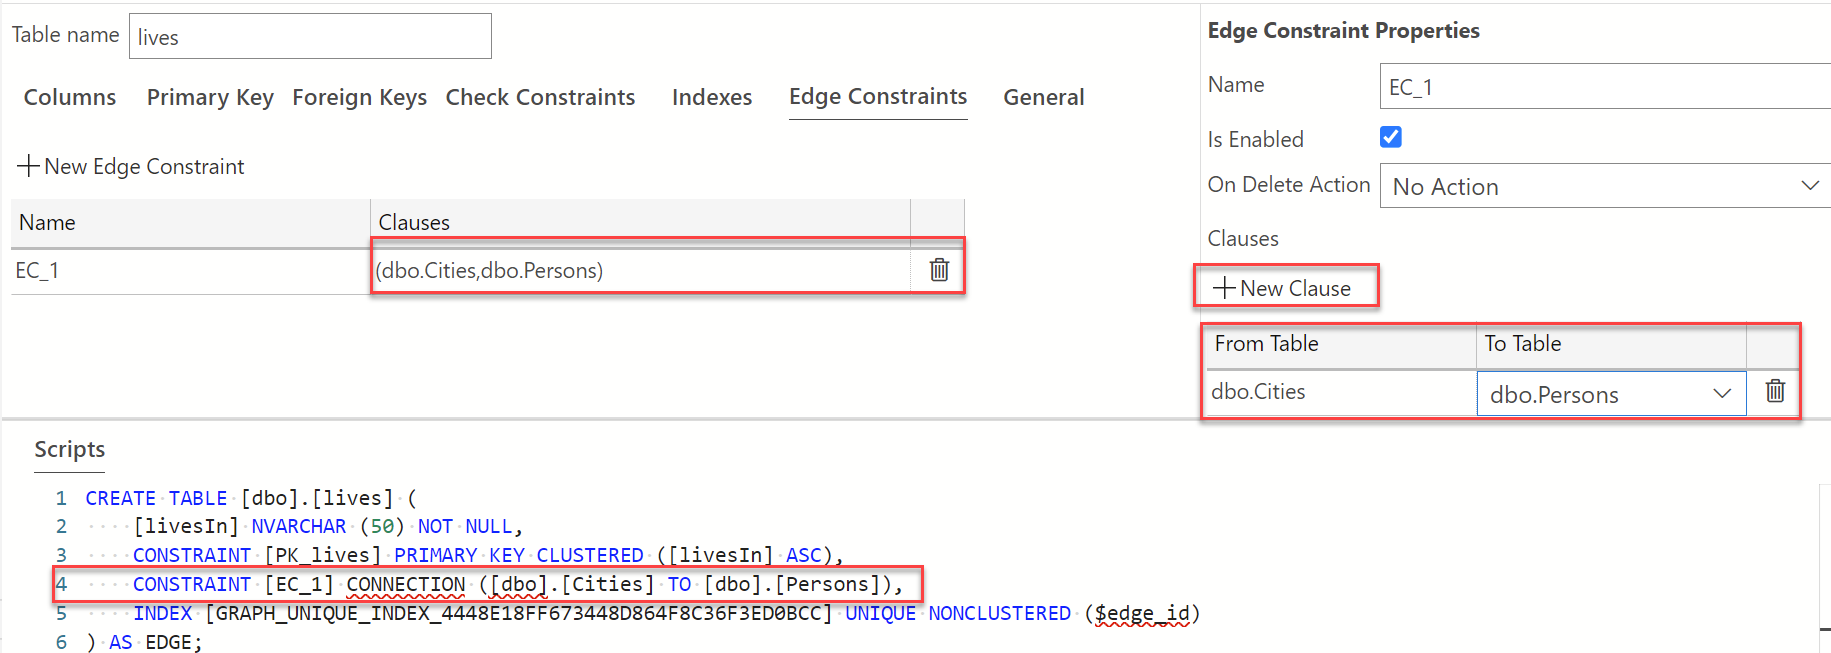 Table name lives
Columns Primary Key Foreign Keys Check Constraints Indexes Edge Constraints General
New Edge Constraint
Name Clauses
EC_1 (dbo.Cities,dbo.Persons)
Edge Constraint Properties
Name EC_1
Is Enabled
On Delete Action No Action
Clauses
New Clause
From Table To Table
dbo.Cities dbo.Persons
Scripts
1 CREATE TABLE [dbo].[lives] (
2 [livesIn] NVARCHAR (50) NOT NULL,
3 CONSTRAINT [PK_lives] PRIMARY KEY CLUSTERED ([livesIn] ASC),
4 CONSTRAINT [EC_1] CONNECTION ([dbo].[Cities] TO [dbo].[Persons]),
5 INDEX [GRAPH_UNIQUE_INDEX_4448E18FF673448D864F8C36F3ED0BCC] UNIQUE NONCLUSTERED ($edge_id)
6 ) AS EDGE;